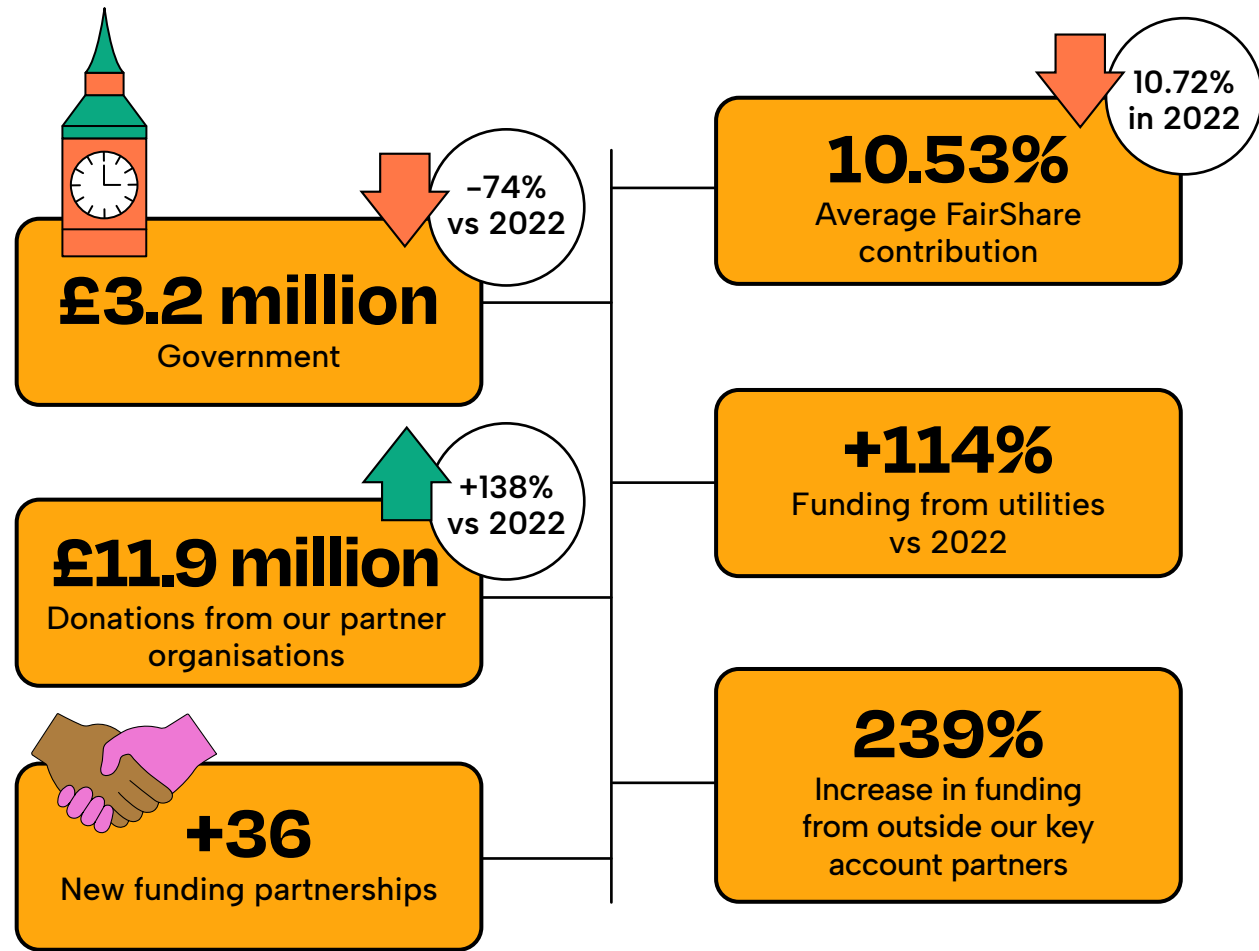 -74%
vs 2022
£3.2 million
Government
+138%
vs 2022
£11.9 million
Donations from our partner
organisations
+36
New funding partnerships
10.72%
in 2022
10.53%
Average FairShare
contribution
+114%
Funding from utilities
vs 2022
239%
Increase in funding
from outside our key
account partners